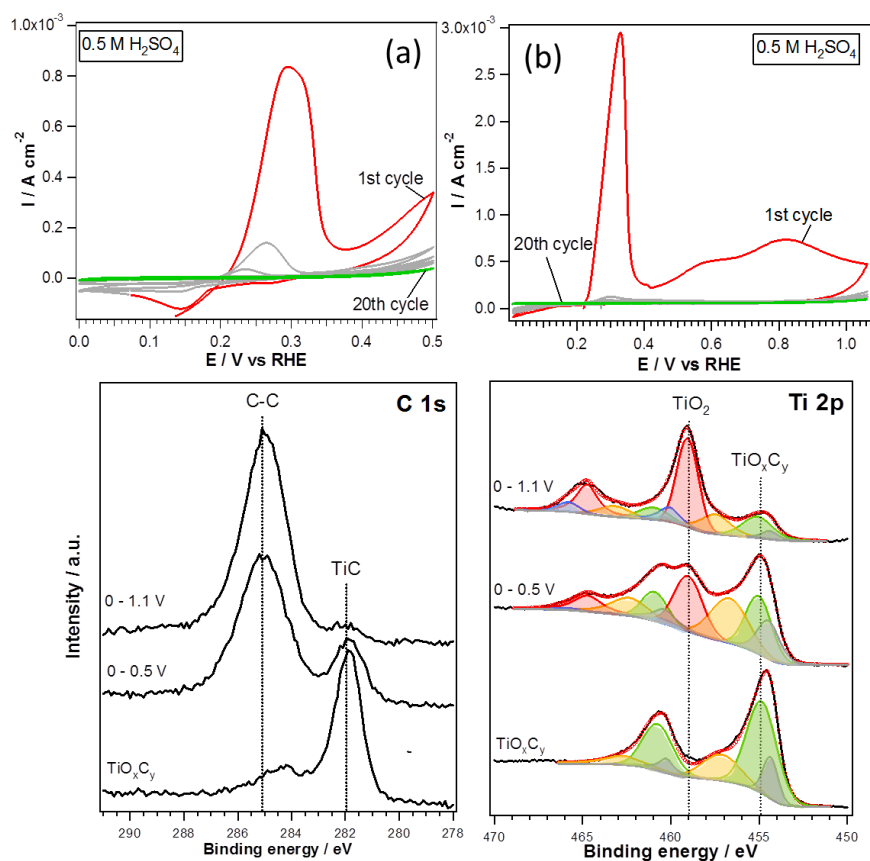 1.0x10⁻³
0.5 M H₂SO₄
(a)
0.8
0.6
0.4
0.2
0.0
I / A cm⁻²
1st cycle
20th cycle
0.0 0.1 0.2 0.3 0.4 0.5
E / V vs RHE
3.0x10⁻³
(b)
0.5 M H₂SO₄
2.5
2.0
1.5
1.0
0.5
0.0
I / A cm⁻²
20th cycle
1st cycle
0.2 0.4 0.6 0.8 1.0
E / V vs RHE
C 1s
C-C
TiC
0 - 1.1 V
0 - 0.5 V
TiOₓCᵧ
Intensity / a.u.
290 288 286 284 282 280 278
Binding energy / eV
Ti 2p
TiO₂
TiOₓCᵧ
0 - 1.1 V
0 - 0.5 V
TiOₓCᵧ
470 465 460 455 450
Binding energy / eV